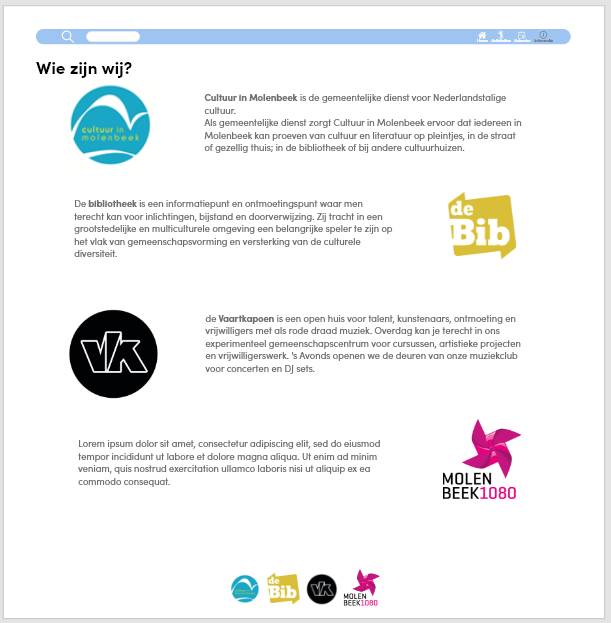 Home
Activiteiten
Kalender
Informatie
Wie zijn wij?
cultuur in
molenbeek
Cultuur in Molenbeek is de gemeentelijke dienst voor Nederlandstalige
cultuur.
Als gemeentelijke dienst zorgt Cultuur in Molenbeek ervoor dat iedereen in
Molenbeek kan proeven van cultuur en literatuur op pleintjes, in de straat
of gezellig thuis; in de bibliotheek of bij andere cultuurhuizen.
De bibliotheek is een informatiepunt en ontmoetingspunt waar men
terecht kan voor inlichtingen, bijstand en doorverwijzing. Zij tracht in een
grootstedelijke en multiculturele omgeving een belangrijke speler te zijn op
het vlak van gemeenschapsvorming en versterking van de culturele
diversiteit.
de
Bib
VK
de Vaartkapoen is een open huis voor talent, kunstenaars, ontmoeting en
vrijwilligers met als rode draad muziek. Overdag kan je terecht in ons
experimenteel gemeenschapscentrum voor cursussen, artistieke projecten
en vrijwilligerswerk. 's Avonds openen we de deuren van onze muziekclub
voor concerten en DJ sets.
Lorem ipsum dolor sit amet, consectetur adipiscing elit, sed do eiusmod
tempor incididunt ut labore et dolore magna aliqua. Ut enim ad minim
veniam, quis nostrud exercitation ullamco laboris nisi ut aliquip ex ea
commodo consequat.
MOLEN
BEEK1080
cultuur in
molenbeek
de
Bib
VK
MOLEN
BEEK1080